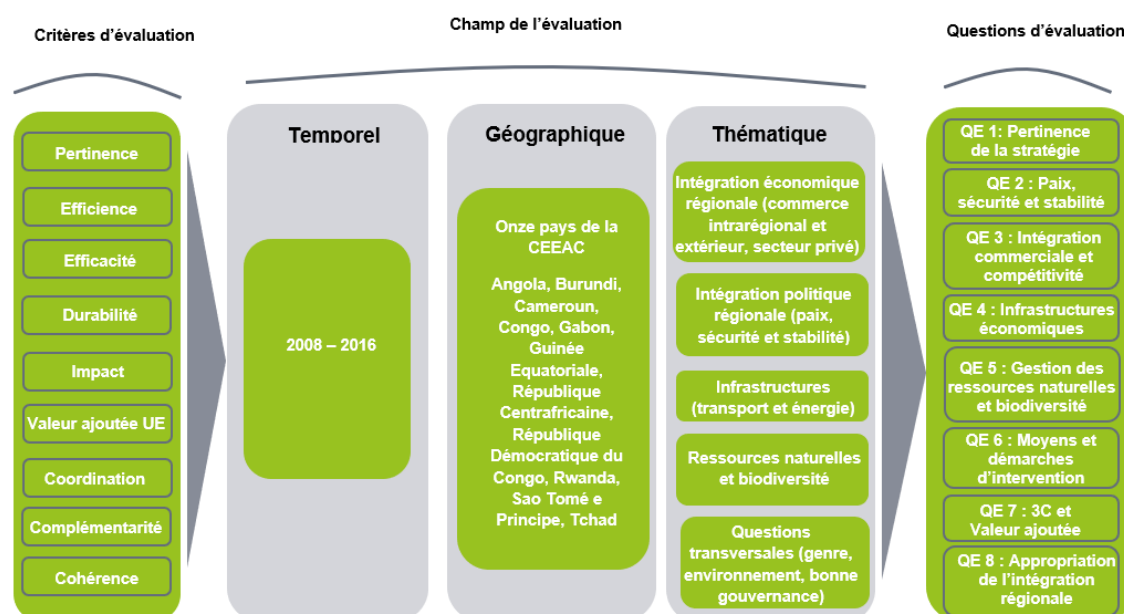 Critères d’évaluation
Champ de l’évaluation
Questions d’évaluation
Pertinence
Efficience
Efficacité
Durabilité
Impact
Valeur ajoutée UE
Coordination
Complémentarité
Cohérence
Temporel
2008 – 2016
Géographique
Onze pays de la
CEEAC
Angola, Burundi,
Cameroun,
Congo, Gabon,
Guinée
Equatoriale,
République
Centrafricaine,
République
Démocratique du
Congo, Rwanda,
Sao Tomé e
Principe, Tchad
Thématique
Intégration économique
régionale (commerce
intrarégional et
extérieur, secteur privé)
Intégration politique
régionale (paix,
sécurité et stabilité)
Infrastructures
(transport et énergie)
Ressources naturelles
et biodiversité
Questions
transversales (genre,
environnement, bonne
gouvernance)
QE 1: Pertinence
de la stratégie
QE 2 : Paix,
sécurité et stabilité
QE 3 : Intégration
commerciale et
compétitivité
QE 4 : Infrastructures
économiques
QE 5 : Gestion des
ressources naturelles
et biodiversité
QE 6 : Moyens et
démarches
d’intervention
QE 7 : 3C et
Valeur ajoutée
QE 8 : Appropriation
de l’intégration
régionale